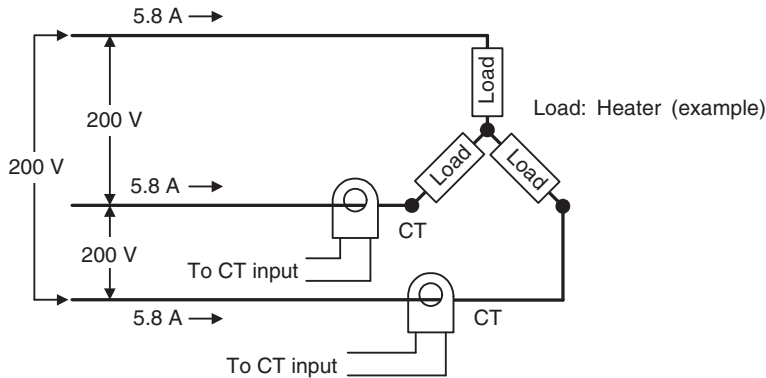 5.8 A
Load
Load: Heater (example)
200 V
Load
Load
200 V
5.8 A
CT
200 V
To CT input
5.8 A
CT
To CT input